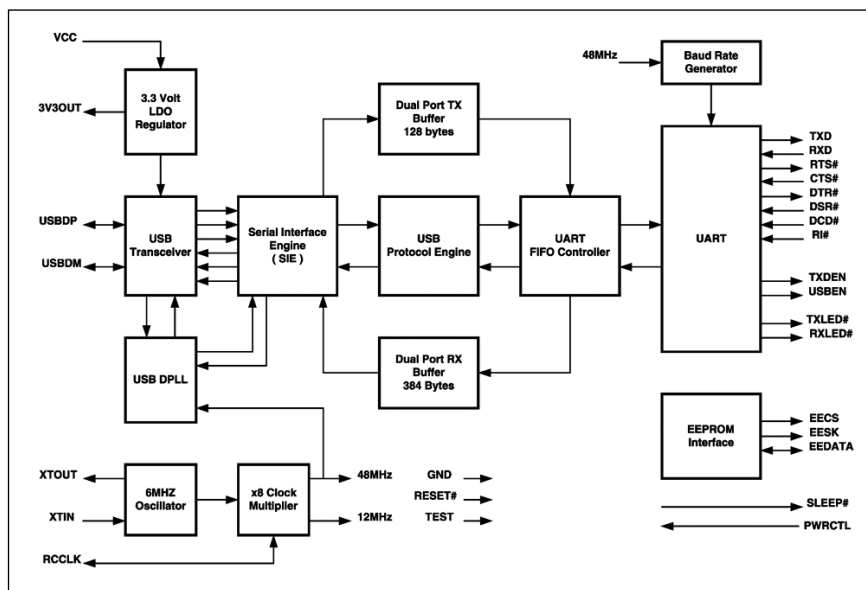 VCC
48MHz
Baud Rate
Generator
3V3OUT
3.3 Volt
LDO
Regulator
Dual Port TX
Buffer
128 bytes
TXD
RXD
RTS#
CTS#
DTR#
DSR#
DCD#
RI#
USBDP
USBDM
USB
Transceiver
Serial Interface
Engine
( SIE )
USB
Protocol Engine
UART
FIFO Controller
UART
TXDEN
USBEN
TXLED#
RXLED#
USB DPLL
Dual Port RX
Buffer
384 Bytes
EEPROM
Interface
EECS
EESK
EEDATA
XTOUT
XTIN
6MHZ
Oscillator
x8 Clock
Multiplier
48MHz
12MHz
GND
RESET#
TEST
SLEEP#
PWRCTL
RCCLK